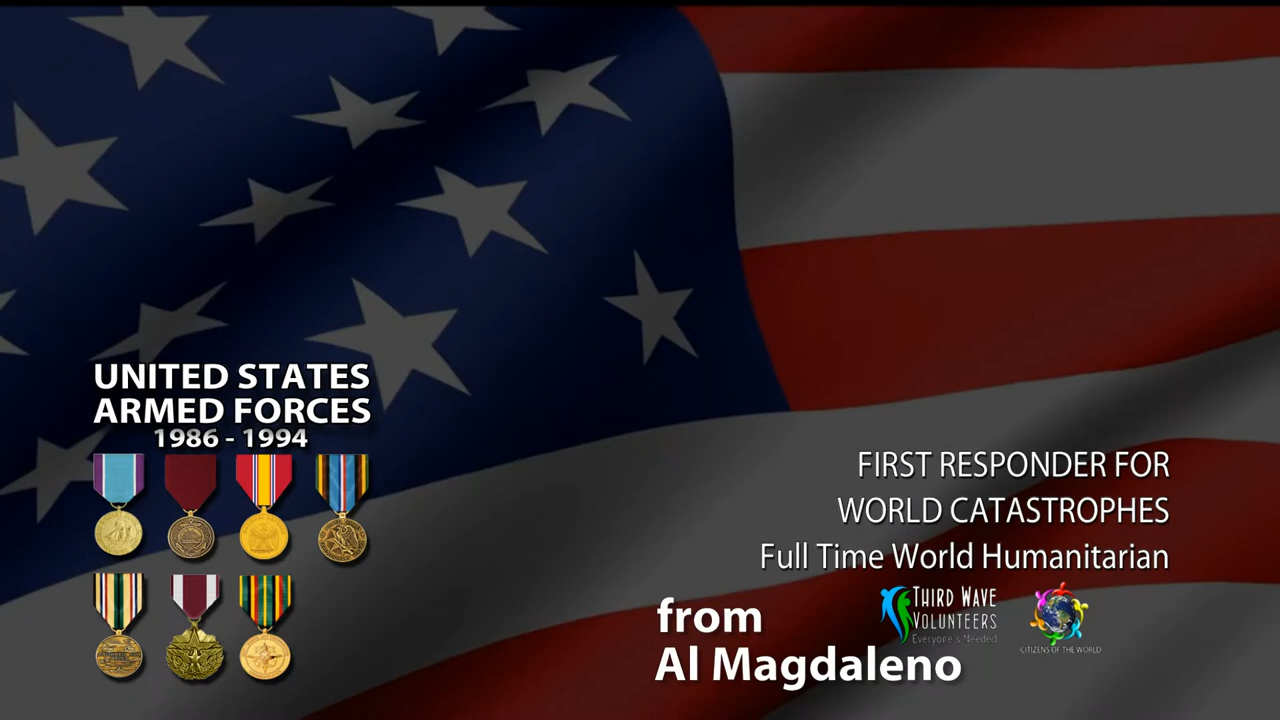 UNITED STATES
ARMED FORCES
1986 - 1994
FIRST RESPONDER FOR
WORLD CATASTROPHES
Full Time World Humanitarian
THIRD WAVE
VOLUNTEERS
Everyone is Needed
CITIZENS OF THE WORLD
from
Al Magdaleno